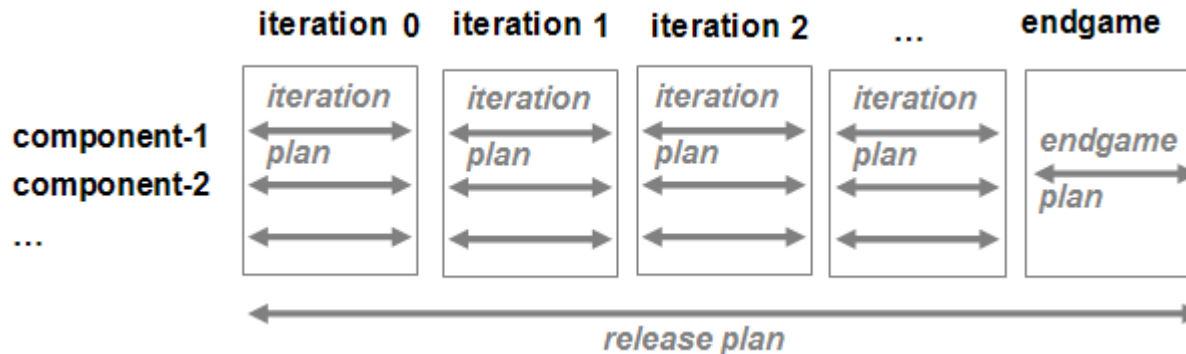 iteration 0 iteration 1 iteration 2 ... endgame
iteration iteration iteration iteration
component-1
plan plan plan plan endgame
component-2
plan
...
release plan